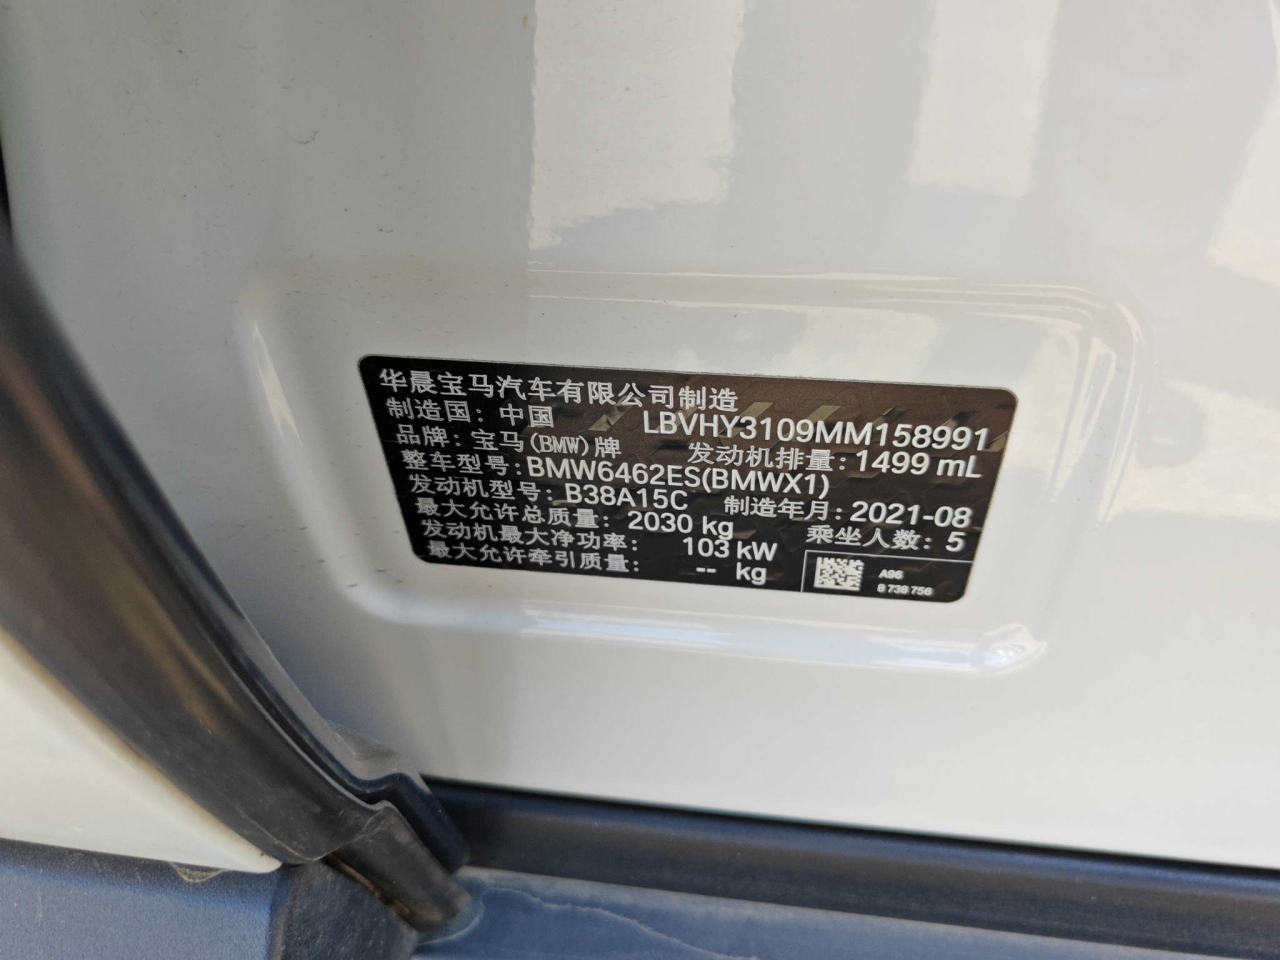 华晨宝马汽车有限公司制造
制造国：中国 LBVHY3109MM158991
品牌：宝马(BMW)牌 发动机排量：1499 mL
整车型号：BMW6462ES(BMWX1)
发动机型号：B38A15C 制造年月：2021-08
最大允许总质量：2030 kg 乘坐人数：5
发动机最大净功率：103 kW
最大允许牵引质量：-- kg
A96
8 738 756